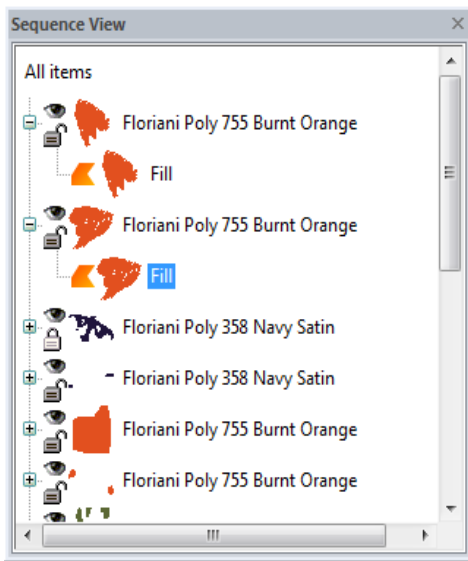 Sequence View
All items
Floriani Poly 755 Burnt Orange
Fill
Floriani Poly 755 Burnt Orange
Fill
Floriani Poly 358 Navy Satin
Floriani Poly 358 Navy Satin
Floriani Poly 755 Burnt Orange
Floriani Poly 755 Burnt Orange